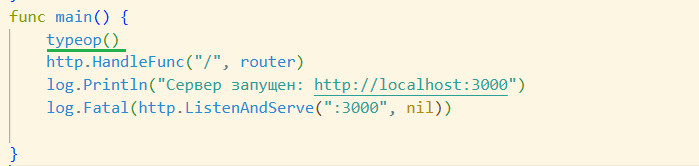 func main() {
typeop()
http.HandleFunc("/", router)
log.Println("Сервер запущен: http://localhost:3000")
log.Fatal(http.ListenAndServe(":3000", nil))
}